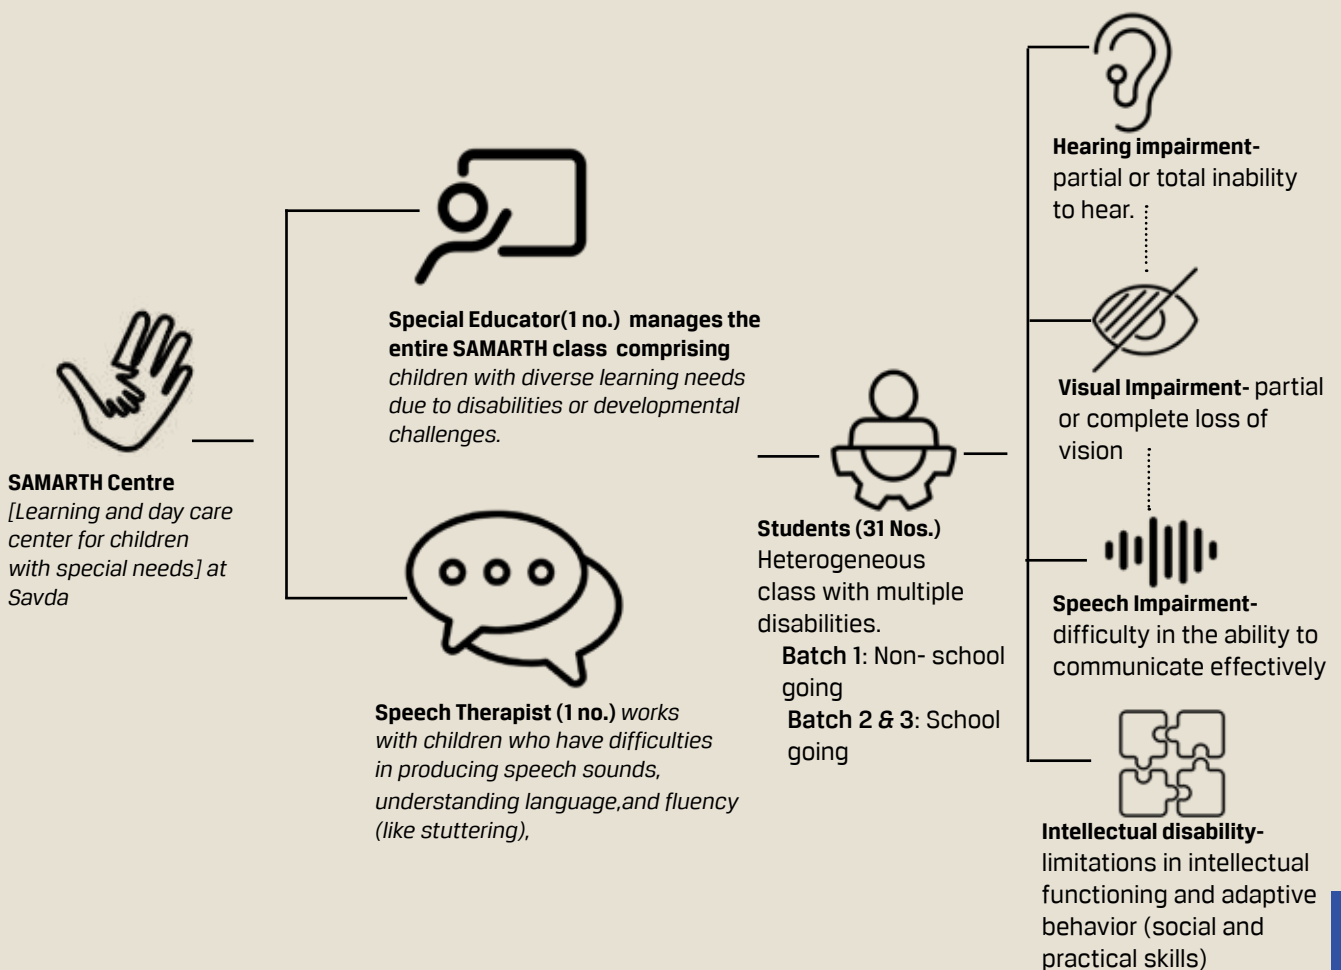 SAMARTH Centre
[Learning and day care
center for children
with special needs] at
Savda
Special Educator(1 no.) manages the
entire SAMARTH class comprising
children with diverse learning needs
due to disabilities or developmental
challenges.
Speech Therapist (1 no.) works
with children who have difficulties
in producing speech sounds,
understanding language,and fluency
(like stuttering),
Students (31 Nos.)
Heterogeneous
class with multiple
disabilities.
Batch 1: Non- school
going
Batch 2 & 3: School
going
Hearing impairment-
partial or total inability
to hear.
Visual Impairment- partial
or complete loss of
vision
Speech Impairment-
difficulty in the ability to
communicate effectively
Intellectual disability-
limitations in intellectual
functioning and adaptive
behavior (social and
practical skills)